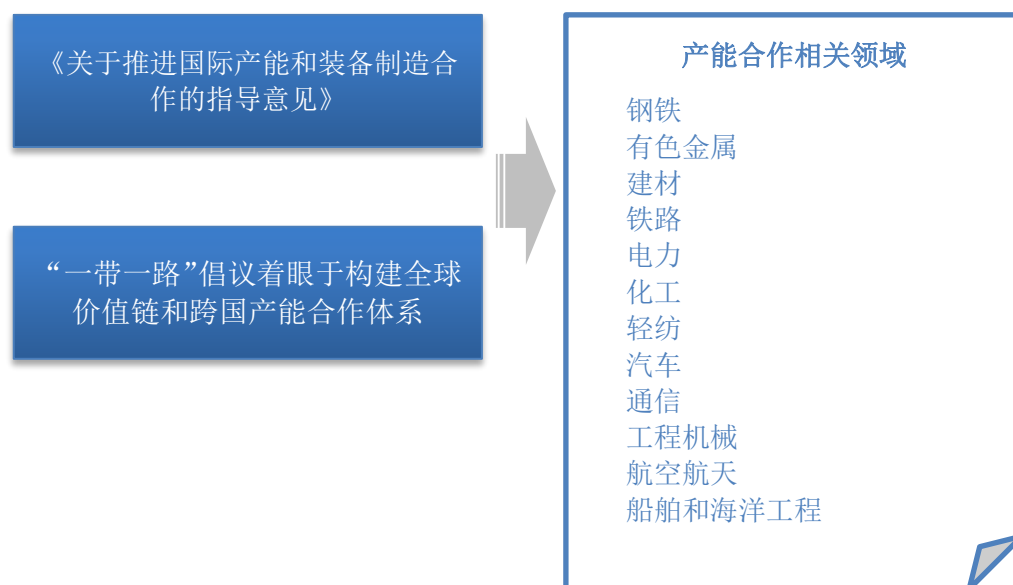 《关于推进国际产能和装备制造合
作的指导意见》
“一带一路”倡议着眼于构建全球
价值链和跨国产能合作体系
产能合作相关领域
钢铁
有色金属
建材
铁路
电力
化工
轻纺
汽车
通信
工程机械
航空航天
船舶和海洋工程